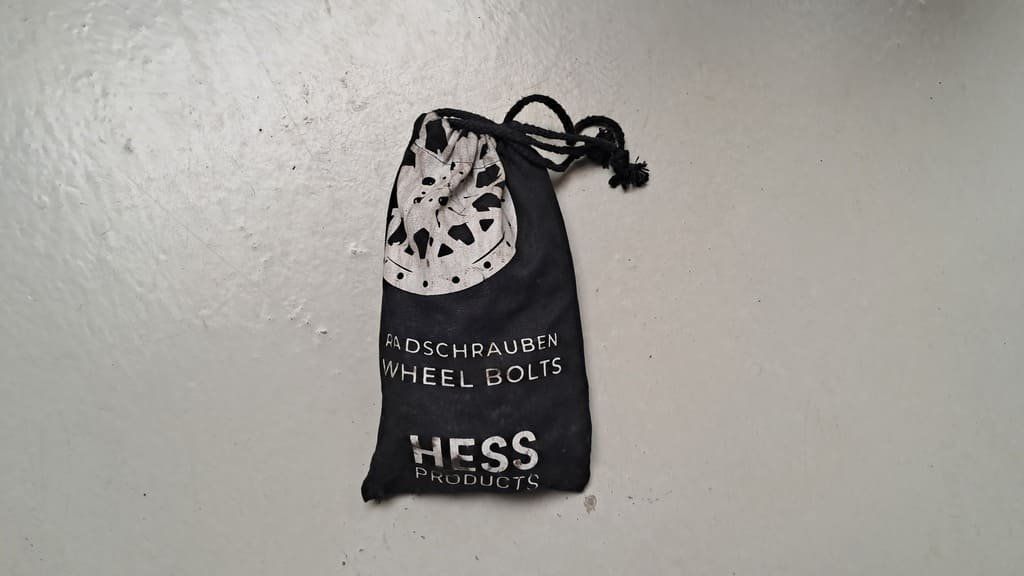 RADSCHRAUBEN
WHEEL BOLTS
HESS
PRODUCTS